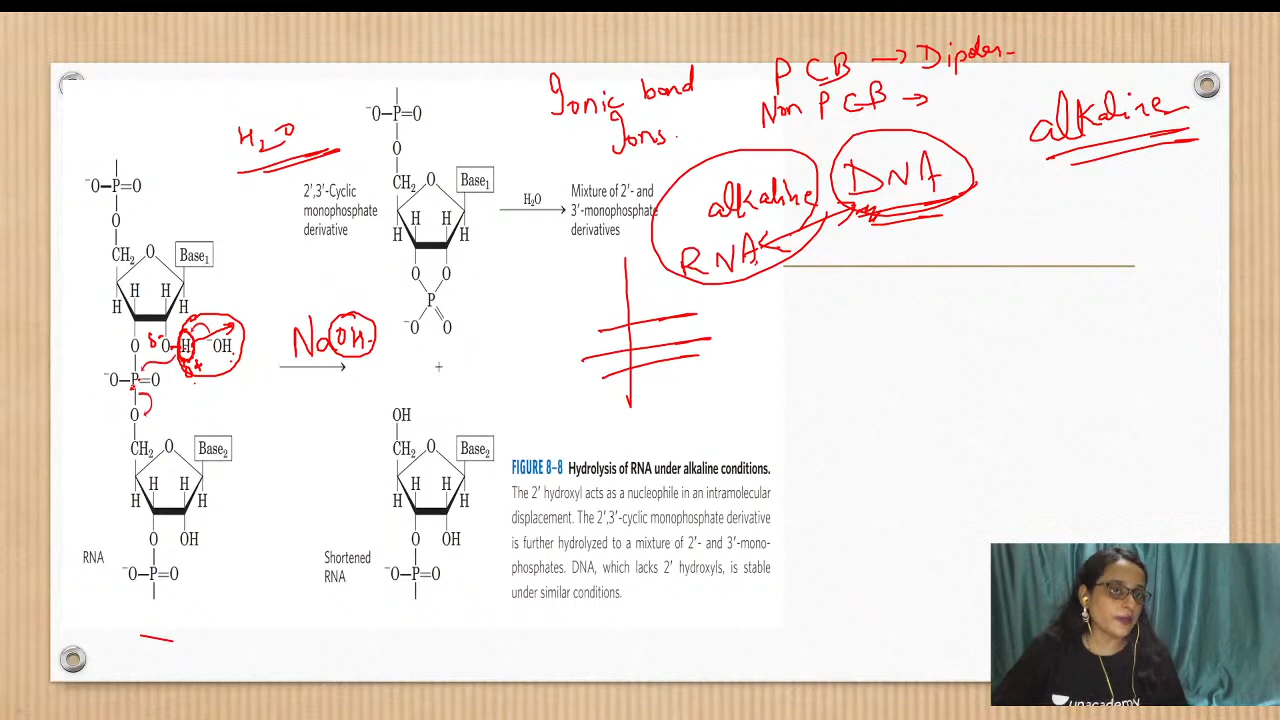 P CB → Dipoles
Non P CB →
Ionic bond
Ions.
alkaline
H₂O
DNA
alkaline
RNA
⁻O—P=O
O
CH₂ O Base₁
H H
H H
O O
P
⁻O O
2′,3′-Cyclic
monophosphate
derivative
H₂O
Mixture of 2′- and
3′-monophosphate
derivatives
⁻O—P=O
O
CH₂ O Base₁
H H
H H
O δ⁻ O—H ⁻OH
δ+
NaOH.
+
⁻O—P=O
O
CH₂ O Base₂
H H
H H
O OH
RNA
⁻O—P=O
OH
CH₂ O Base₂
H H
H H
O OH
Shortened
RNA
⁻O—P=O
FIGURE 8–8 Hydrolysis of RNA under alkaline conditions.
The 2′ hydroxyl acts as a nucleophile in an intramolecular
displacement. The 2′,3′-cyclic monophosphate derivative
is further hydrolyzed to a mixture of 2′- and 3′-mono-
phosphates. DNA, which lacks 2′ hydroxyls, is stable
under similar conditions.
unacademy